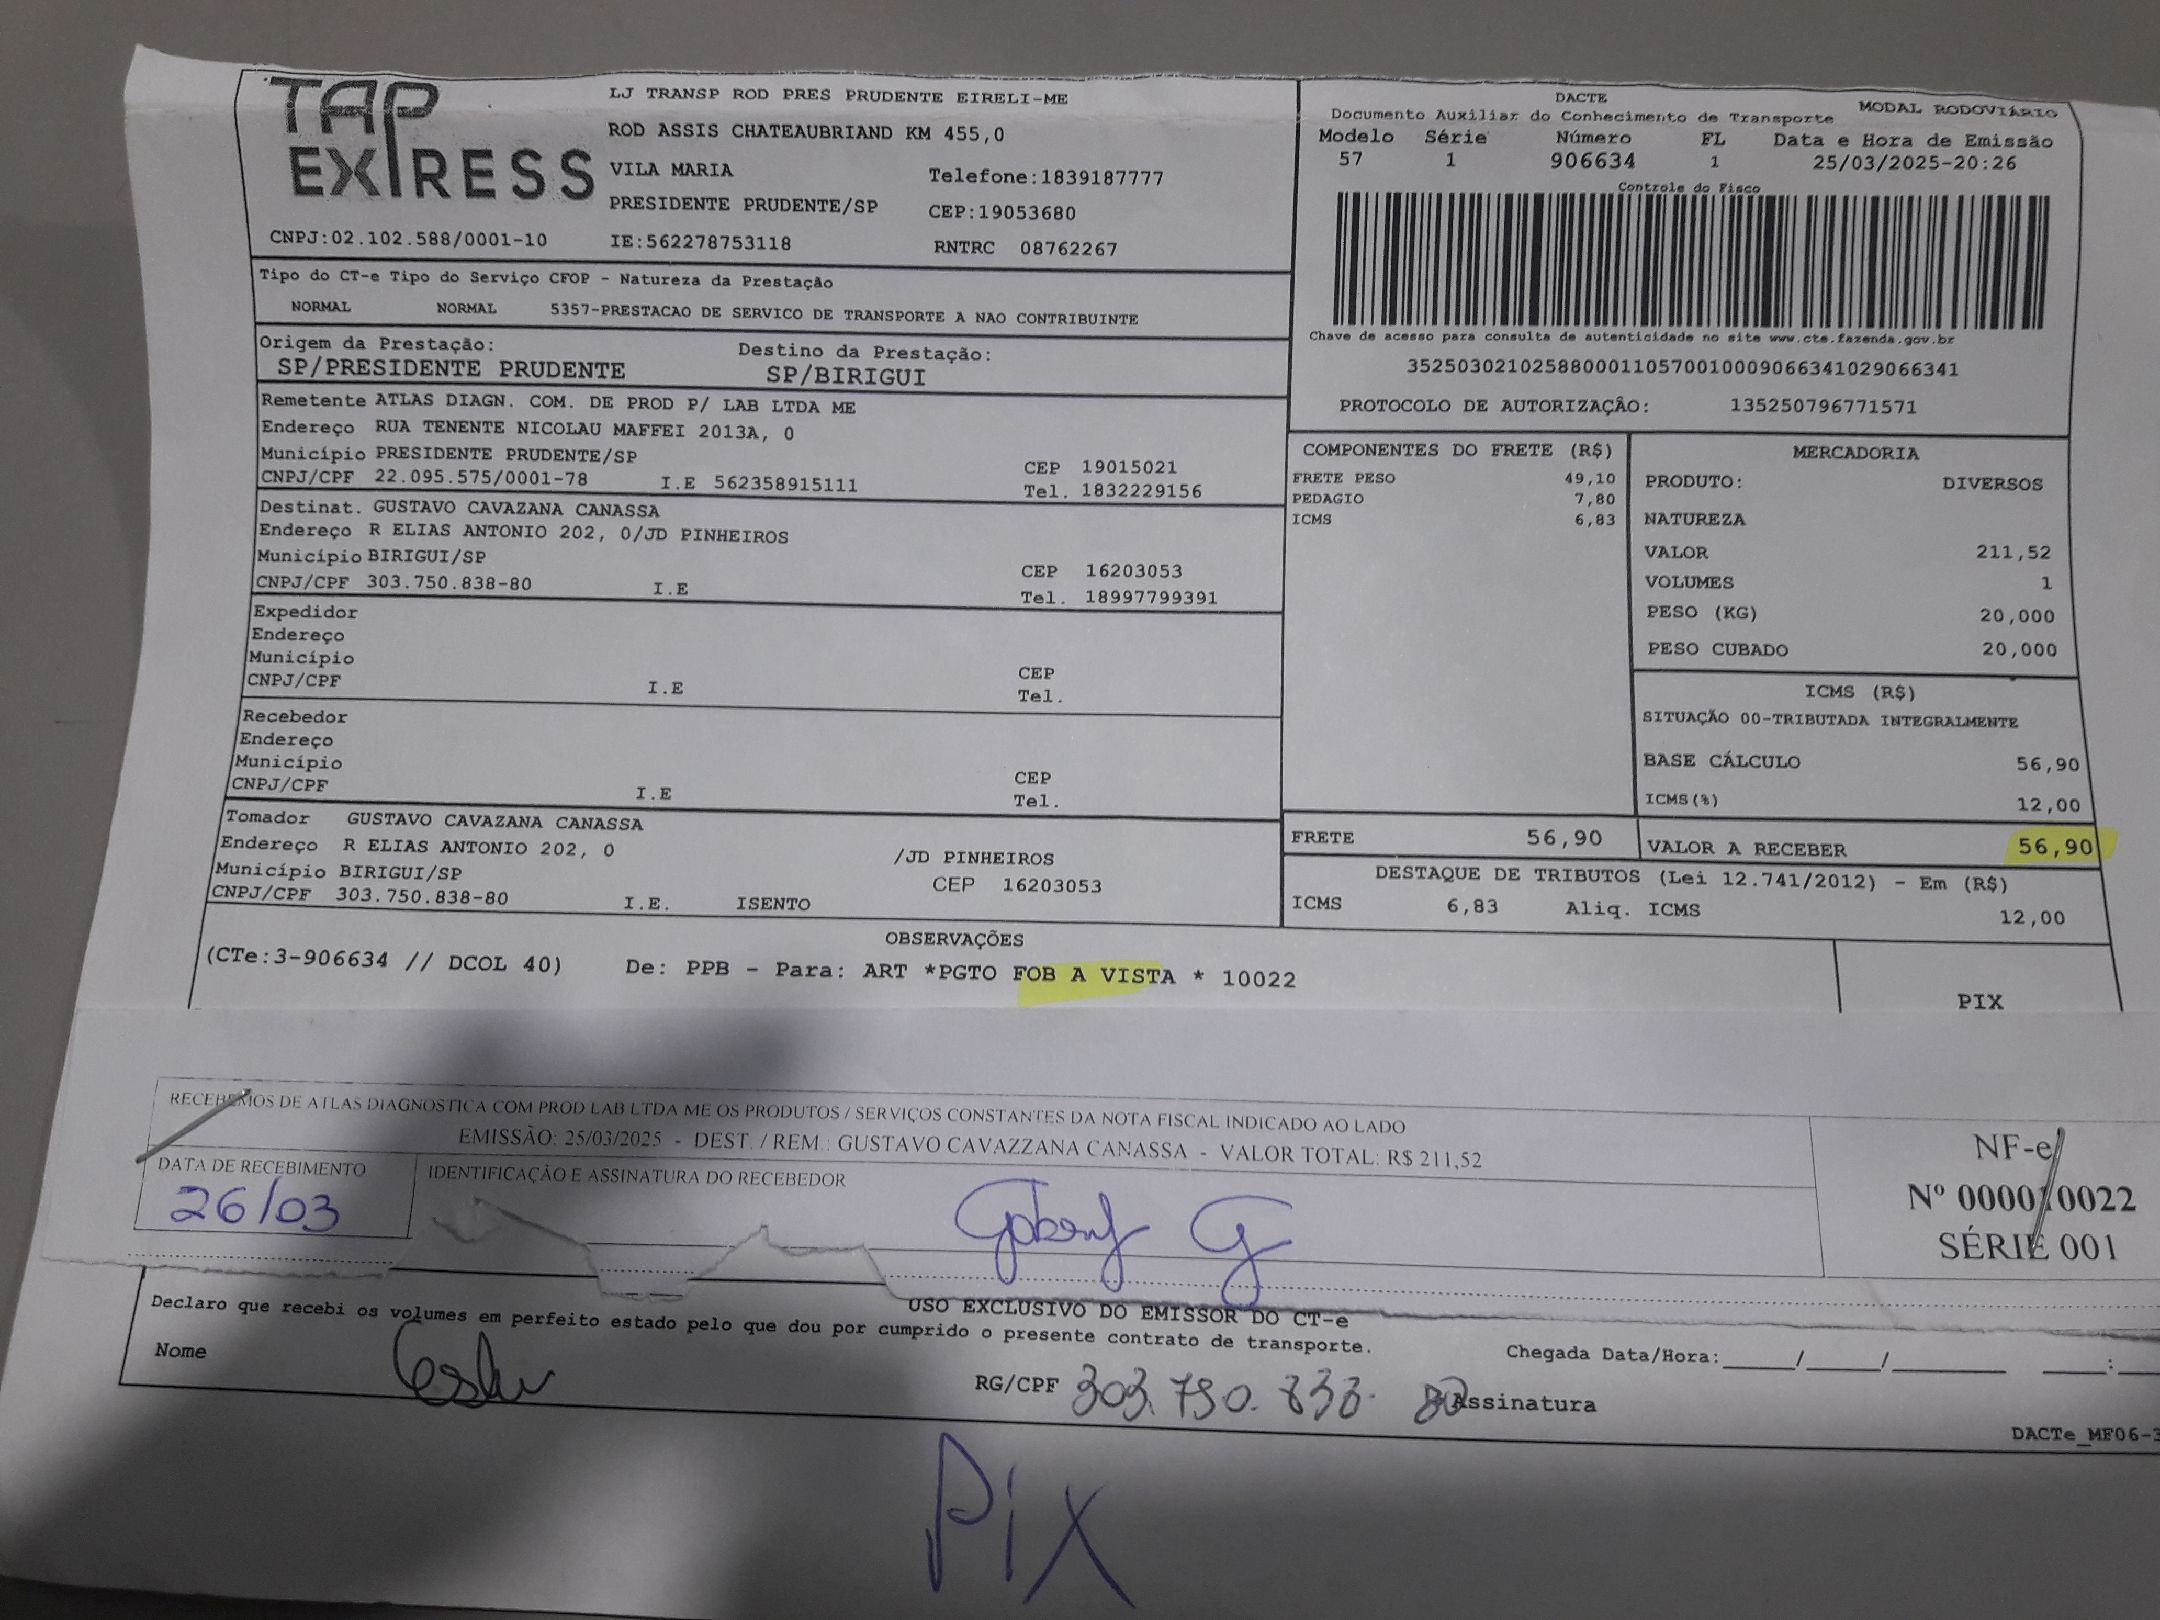 TAP EXPRESS
LJ TRANSP ROD PRES PRUDENTE EIRELI-ME
ROD ASSIS CHATEAUBRIAND KM 455,0
VILA MARIA Telefone:1839187777
PRESIDENTE PRUDENTE/SP CEP:19053680
CNPJ:02.102.588/0001-10 IE:562278753118 RNTRC 08762267
DACTE MODAL RODOVIÁRIO
Documento Auxiliar do Conhecimento de Transporte
Modelo Série Número FL Data e Hora de Emissão
57 1 906634 1 25/03/2025-20:26
Controle do Fisco
Chave de acesso para consulta de autenticidade no site www.cte.fazenda.gov.br
35250302102588000110570010009066341029066341
PROTOCOLO DE AUTORIZAÇÃO: 135250796771571
Tipo do CT-e Tipo do Serviço CFOP - Natureza da Prestação
NORMAL NORMAL 5357-PRESTACAO DE SERVICO DE TRANSPORTE A NAO CONTRIBUINTE
Origem da Prestação: Destino da Prestação:
SP/PRESIDENTE PRUDENTE SP/BIRIGUI
Remetente ATLAS DIAGN. COM. DE PROD P/ LAB LTDA ME
Endereço RUA TENENTE NICOLAU MAFFEI 2013A, 0
Município PRESIDENTE PRUDENTE/SP CEP 19015021
CNPJ/CPF 22.095.575/0001-78 I.E 562358915111 Tel. 1832229156
Destinat. GUSTAVO CAVAZANA CANASSA
Endereço R ELIAS ANTONIO 202, 0/JD PINHEIROS
Município BIRIGUI/SP CEP 16203053
CNPJ/CPF 303.750.838-80 I.E Tel. 18997799391
Expedidor
Endereço
Município CEP
CNPJ/CPF I.E Tel.
Recebedor
Endereço
Município CEP
CNPJ/CPF I.E Tel.
Tomador GUSTAVO CAVAZANA CANASSA
Endereço R ELIAS ANTONIO 202, 0 /JD PINHEIROS
Município BIRIGUI/SP CEP 16203053
CNPJ/CPF 303.750.838-80 I.E. ISENTO
COMPONENTES DO FRETE (R$)
FRETE PESO 49,10
PEDAGIO 7,80
ICMS 6,83
MERCADORIA
PRODUTO: DIVERSOS
NATUREZA
VALOR 211,52
VOLUMES 1
PESO (KG) 20,000
PESO CUBADO 20,000
ICMS (R$)
SITUAÇÃO 00-TRIBUTADA INTEGRALMENTE
BASE CÁLCULO 56,90
ICMS(%) 12,00
FRETE 56,90 VALOR A RECEBER 56,90
DESTAQUE DE TRIBUTOS (Lei 12.741/2012) - Em (R$)
ICMS 6,83 Aliq. ICMS 12,00
OBSERVAÇÕES
(CTe:3-906634 // DCOL 40) De: PPB - Para: ART *PGTO FOB A VISTA * 10022
PIX
RECEBEMOS DE ATLAS DIAGNOSTICA COM PROD LAB LTDA ME OS PRODUTOS / SERVIÇOS CONSTANTES DA NOTA FISCAL INDICADO AO LADO
EMISSÃO: 25/03/2025 - DEST. / REM.: GUSTAVO CAVAZZANA CANASSA - VALOR TOTAL: R$ 211,52
DATA DE RECEBIMENTO IDENTIFICAÇÃO E ASSINATURA DO RECEBEDOR
26/03
NF-e
Nº 000010022
SÉRIE 001
USO EXCLUSIVO DO EMISSOR DO CT-e
Declaro que recebi os volumes em perfeito estado pelo que dou por cumprido o presente contrato de transporte.
Nome RG/CPF 303.750.838-80 Assinatura
Chegada Data/Hora:_____/_____/________ ____:
DACTe_MF06-3
Pix